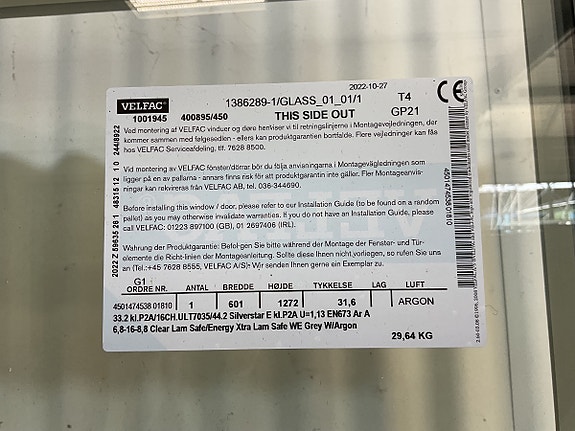 2022-10-27
VELFAC 1386289-1/GLASS_01_01/1 T4 CE
1001945 400895/450 THIS SIDE OUT GP21
Ved montering af VELFAC vinduer og døre henviser vi til retningslinjerne i Montagevejledningen, der
kommer sammen med følgesedlen - ellers kan produktgarantien bortfalde. Flere vejledninger kan fås
hos VELFAC Serviceafdeling, tlf. 7628 8500.
Vid montering av VELFAC fönster/dörrar bör du följa anvisningarna i Montagevägledningen som
ligger på en av pallarna - annars finns risk för att produktgarantin inte gäller. Fler Montageanvis-
ningar kan rekvireras från VELFAC AB, tel. 036-344690.
Before installing this window / door, please refer to our Installation Guide (to be found on a random
pallet) as you may otherwise invalidate warranties. If you do not have an Installation Guide, please
call VELFAC: 01223 897100 (GB), 01 2697406 (IRL).
Wahrung der Produktgarantie: Befolgen Sie bitte während der Montage der Fenster- und Tür-
elemente die Richt-linien der Montageanleitung. Sollte diese Ihnen nicht vorliegen, so rufen Sie uns
an (Tel:+45 7628 8555, VELFAC A/S)- Wir senden Ihnen gerne ein Exemplar zu.
G1
ORDRE NR. ANTAL BREDDE HØJDE TYKKELSE LAG LUFT
4501474538 01810 1 601 1272 31,6 ARGON
33.2 kl.P2A/16CH.ULT7035/44.2 Silverstar E kl.P2A U=1,13 EN673 Ar A
6,8-16-8,8 Clear Lam Safe/Energy Xtra Lam Safe WE Grey W/Argon
29,64 KG
4501474538 01810